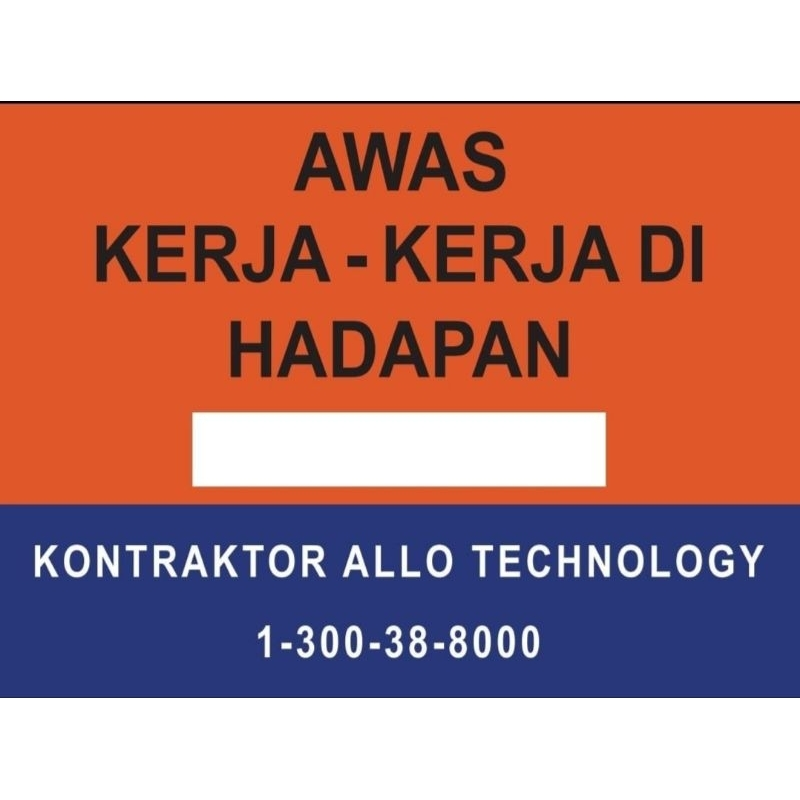 AWAS
KERJA - KERJA DI
HADAPAN
KONTRAKTOR ALLO TECHNOLOGY
1-300-38-8000